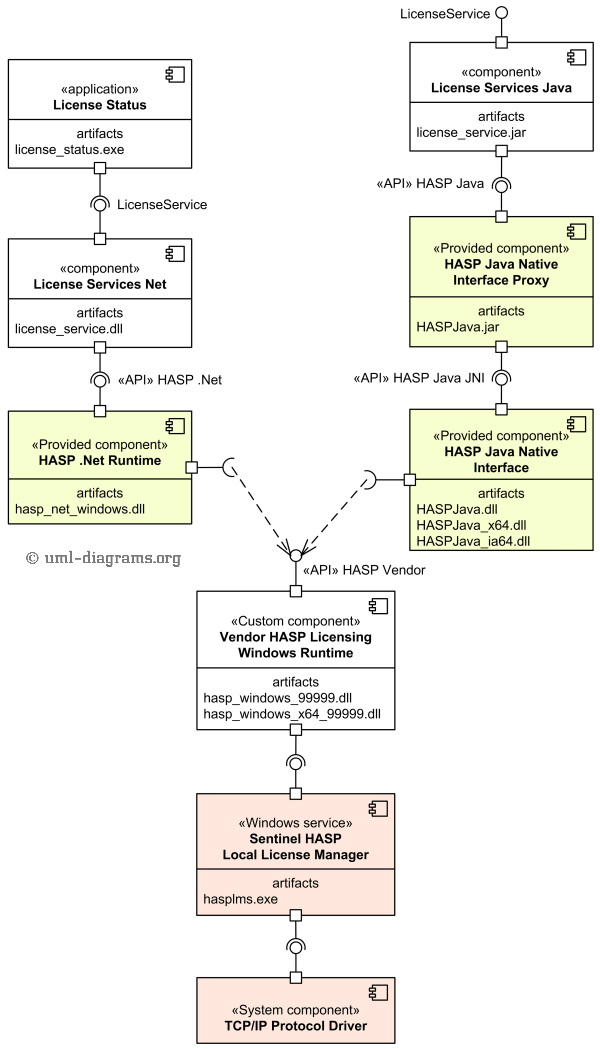 LicenseService
«application»
License Status
artifacts
license_status.exe
LicenseService
«component»
License Services Net
artifacts
license_service.dll
«API» HASP .Net
«Provided component»
HASP .Net Runtime
artifacts
hasp_net_windows.dll
© uml-diagrams.org
«component»
License Services Java
artifacts
license_service.jar
«API» HASP Java
«Provided component»
HASP Java Native
Interface Proxy
artifacts
HASPJava.jar
«API» HASP Java JNI
«Provided component»
HASP Java Native
Interface
artifacts
HASPJava.dll
HASPJava_x64.dll
HASPJava_ia64.dll
«API» HASP Vendor
«Custom component»
Vendor HASP Licensing
Windows Runtime
artifacts
hasp_windows_99999.dll
hasp_windows_x64_99999.dll
«Windows service»
Sentinel HASP
Local License Manager
artifacts
hasplms.exe
«System component»
TCP/IP Protocol Driver